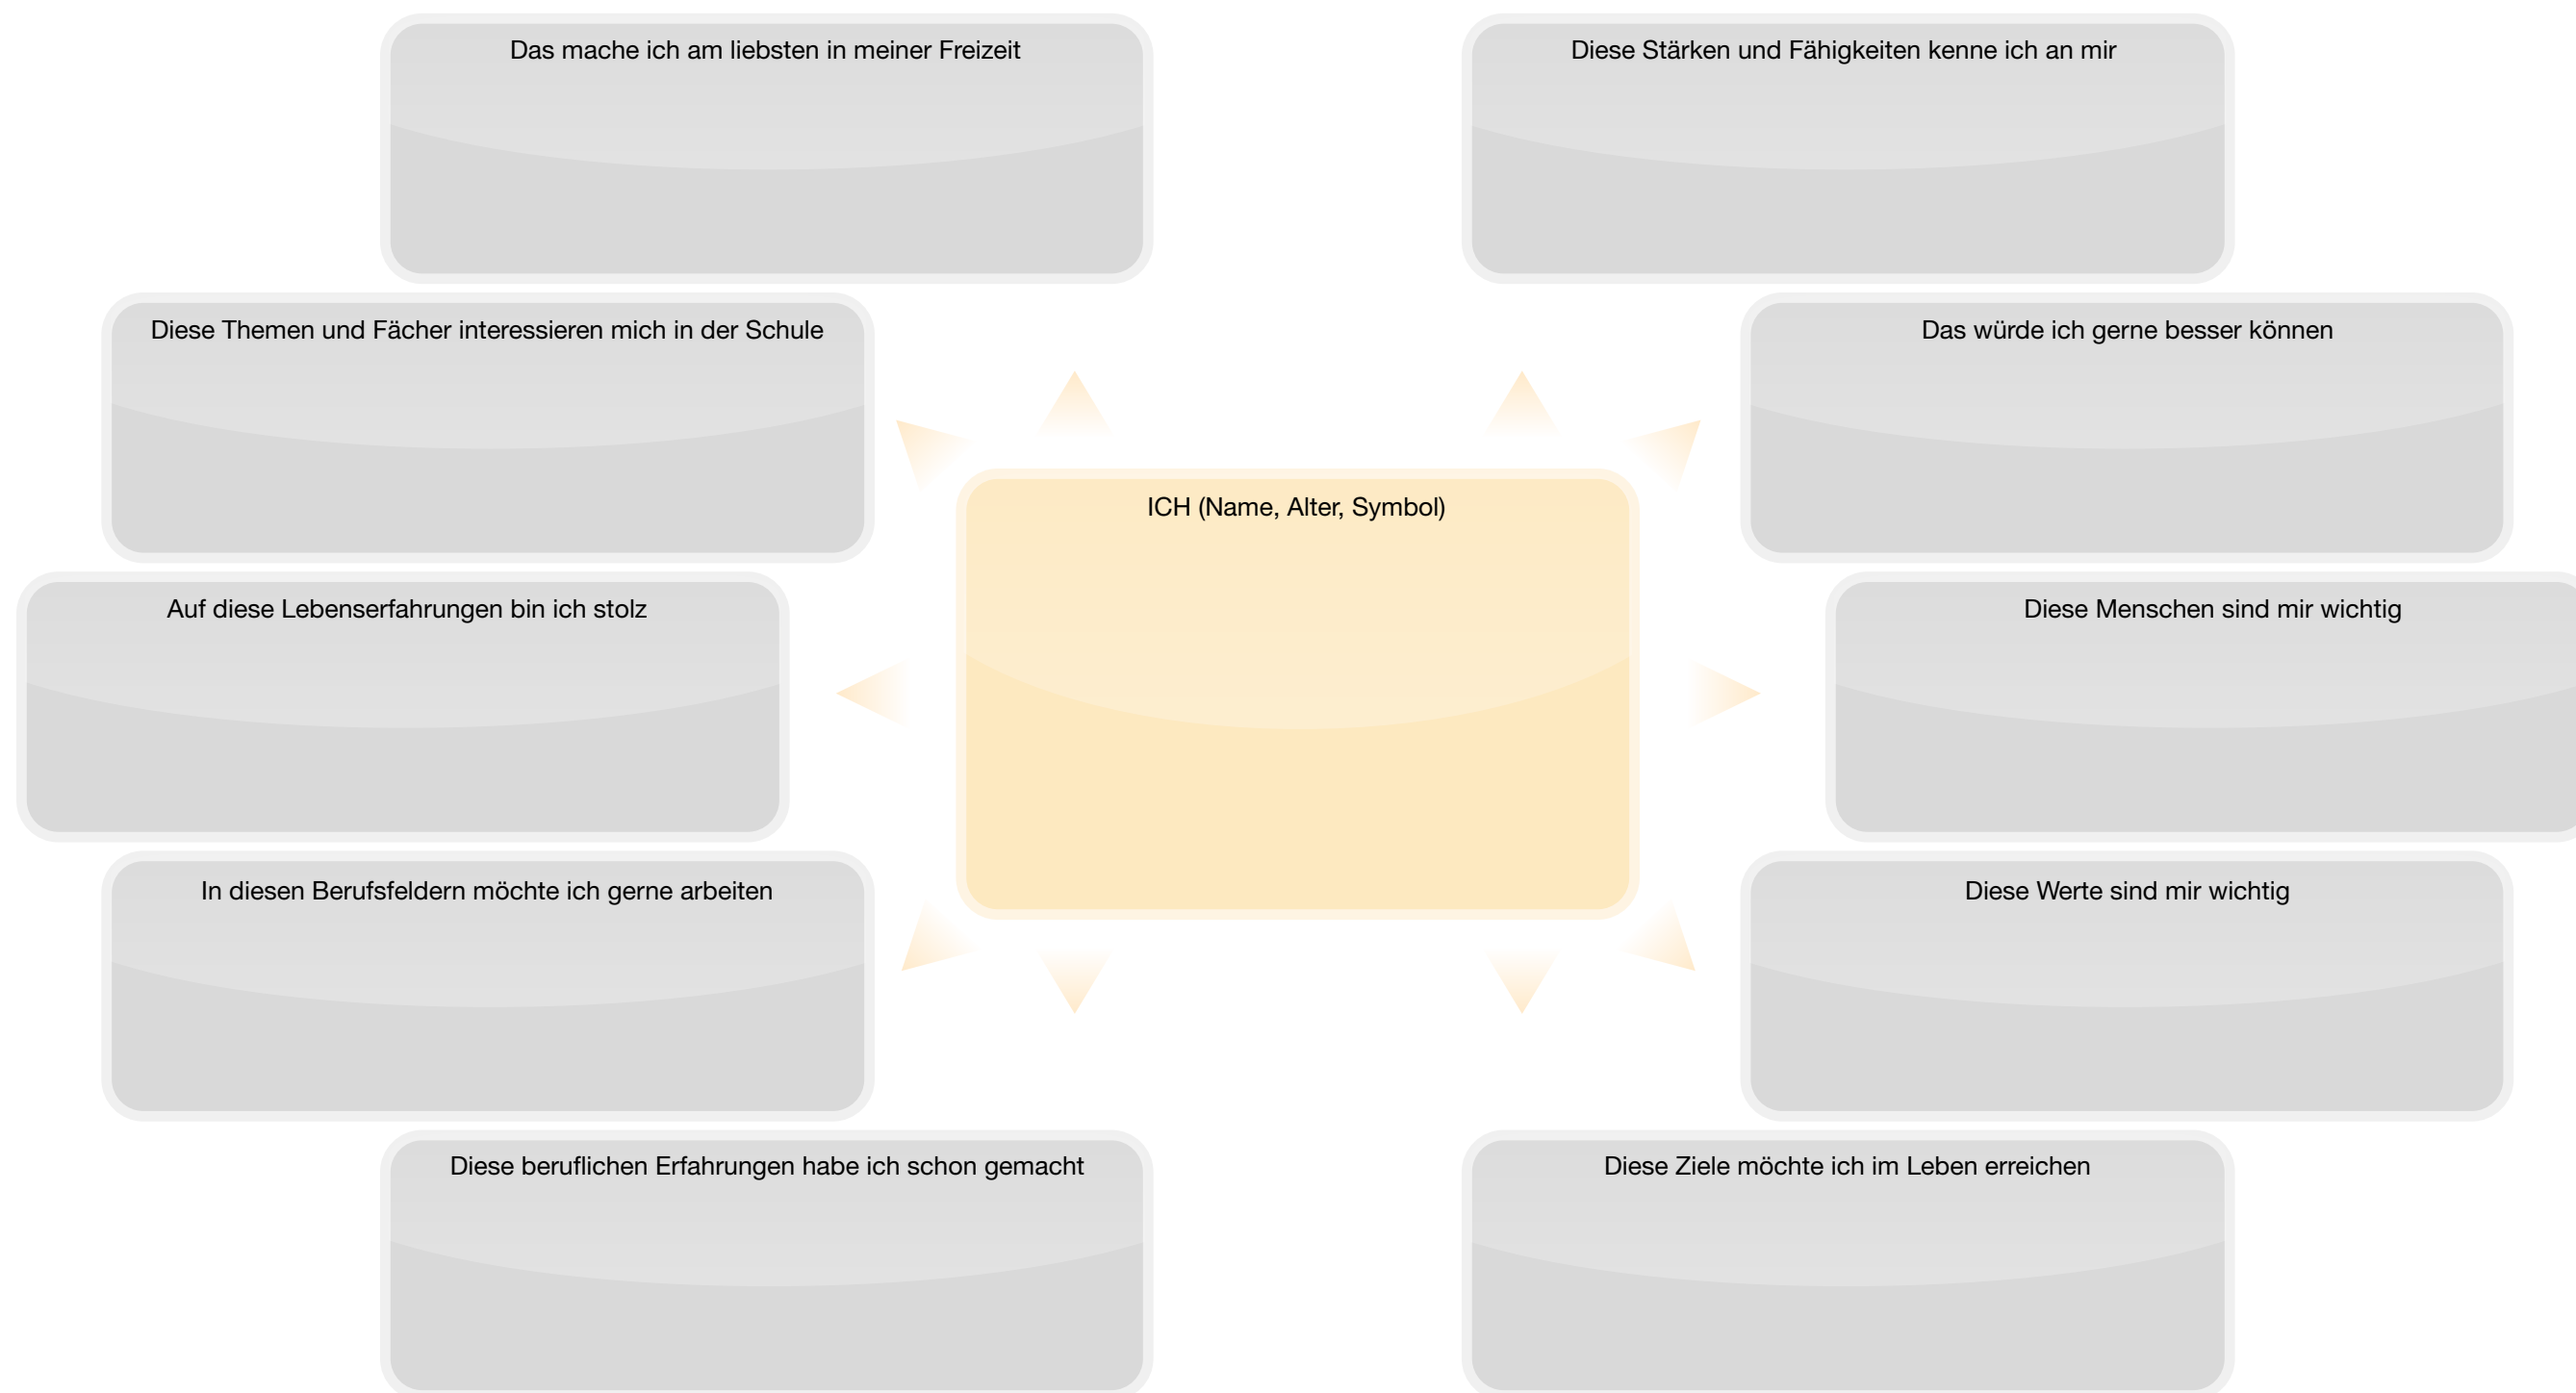 Das mache ich am liebsten in meiner Freizeit
Diese Stärken und Fähigkeiten kenne ich an mir
Diese Themen und Fächer interessieren mich in der Schule
Das würde ich gerne besser können
ICH (Name, Alter, Symbol)
Auf diese Lebenserfahrungen bin ich stolz
Diese Menschen sind mir wichtig
In diesen Berufsfeldern möchte ich gerne arbeiten
Diese Werte sind mir wichtig
Diese beruflichen Erfahrungen habe ich schon gemacht
Diese Ziele möchte ich im Leben erreichen